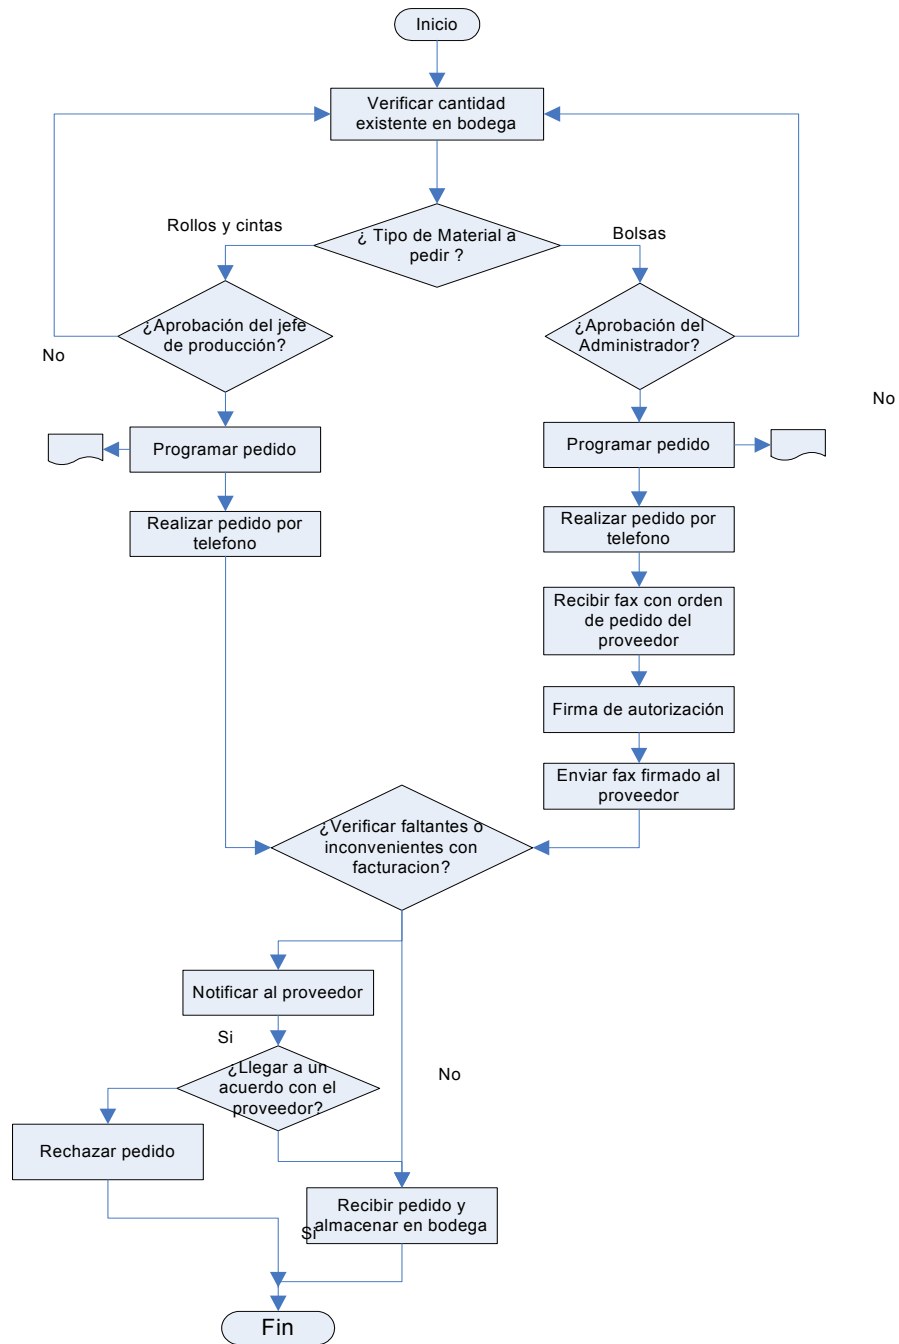 Inicio
Verificar cantidad
existente en bodega
Rollos y cintas
¿ Tipo de Material a
pedir ?
Bolsas
¿Aprobación del jefe
de producción?
No
¿Aprobación del
Administrador?
No
Programar pedido
Programar pedido
Realizar pedido por
telefono
Realizar pedido por
telefono
Recibir fax con orden
de pedido del
proveedor
Firma de autorización
Enviar fax firmado al
proveedor
¿Verificar faltantes o
inconvenientes con
facturacion?
Notificar al proveedor
Si
¿Llegar a un
acuerdo con el
proveedor?
No
Rechazar pedido
Recibir pedido y
almacenar en bodega
Si
Fin